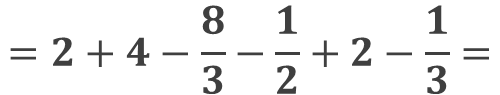 = 2 + 4 − 8/3 − 1/2 + 2 − 1/3 =